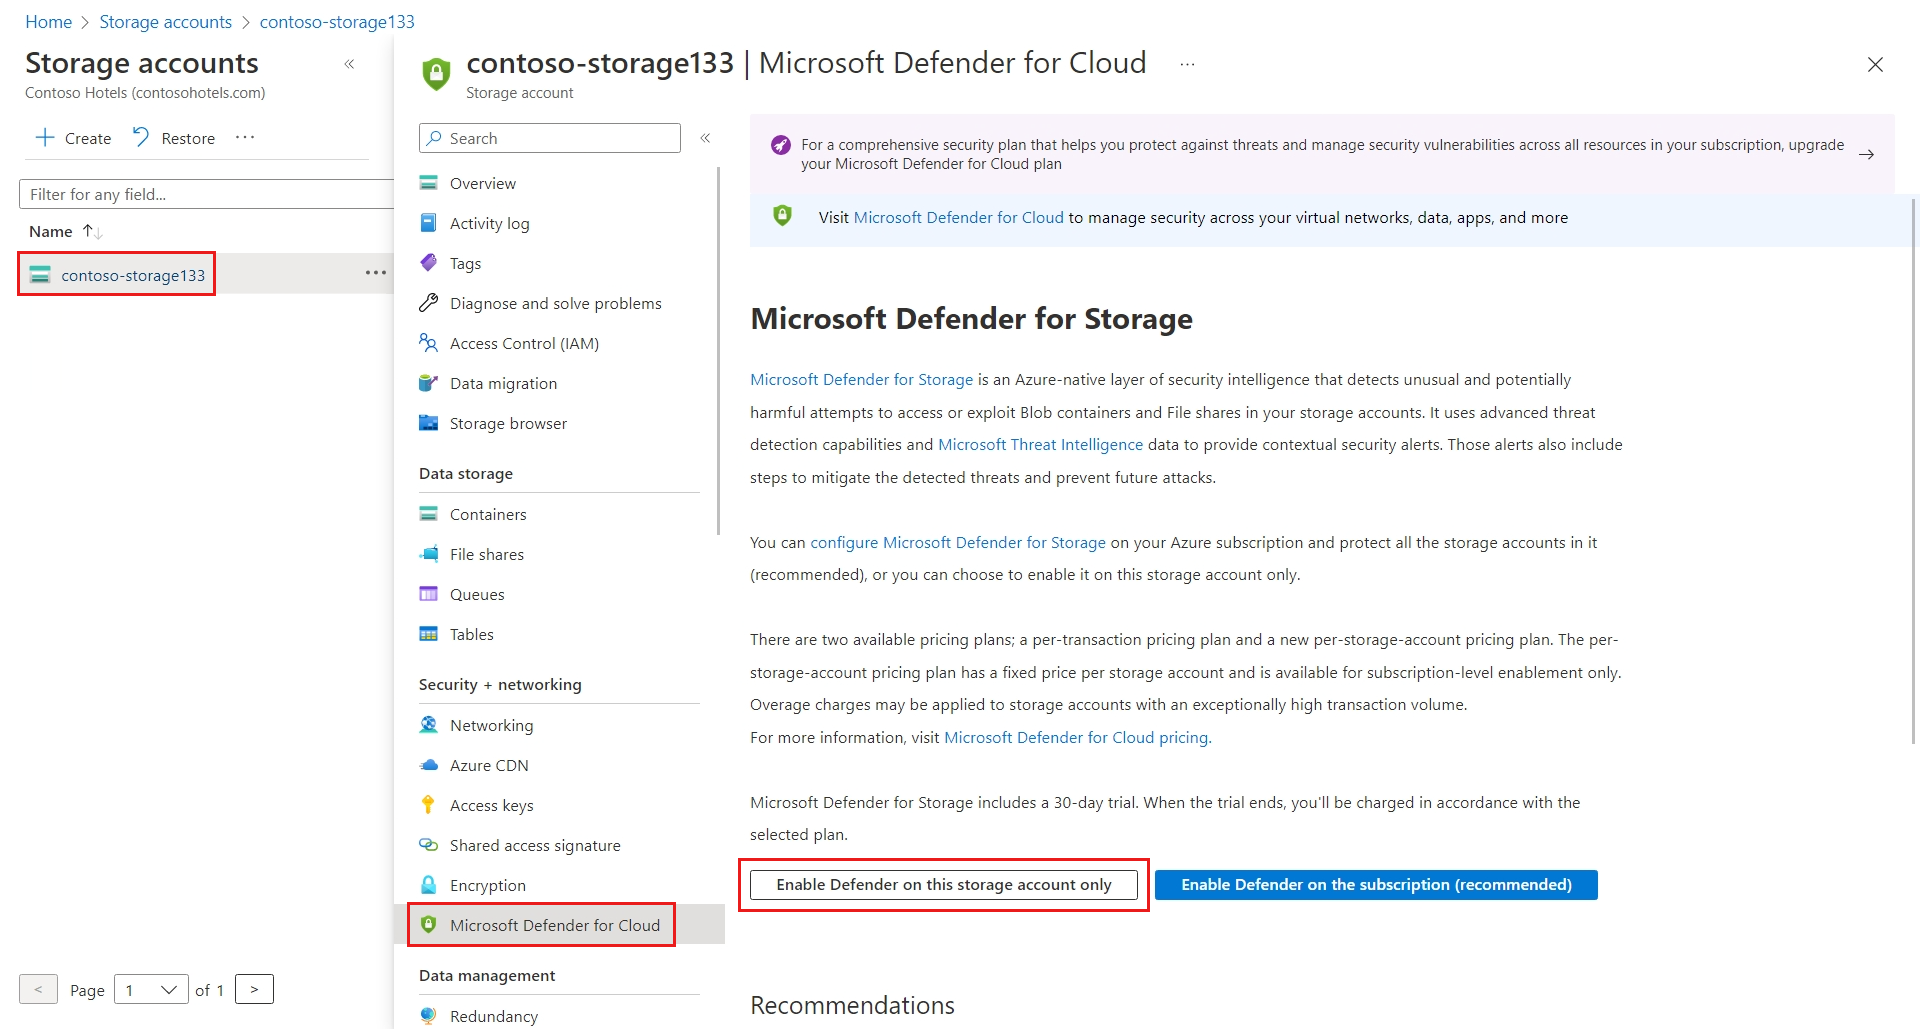 Home > Storage accounts > contoso-storage133
Storage accounts
Contoso Hotels (contosohotels.com)
Create Restore ...
Filter for any field...
Name
contoso-storage133 ...
Page 1 of 1
contoso-storage133 | Microsoft Defender for Cloud ...
Storage account
Search
Overview
Activity log
Tags
Diagnose and solve problems
Access Control (IAM)
Data migration
Storage browser
Data storage
Containers
File shares
Queues
Tables
Security + networking
Networking
Azure CDN
Access keys
Shared access signature
Encryption
Microsoft Defender for Cloud
Data management
Redundancy
For a comprehensive security plan that helps you protect against threats and manage security vulnerabilities across all resources in your subscription, upgrade
your Microsoft Defender for Cloud plan
Visit Microsoft Defender for Cloud to manage security across your virtual networks, data, apps, and more
Microsoft Defender for Storage
Microsoft Defender for Storage is an Azure-native layer of security intelligence that detects unusual and potentially
harmful attempts to access or exploit Blob containers and File shares in your storage accounts. It uses advanced threat
detection capabilities and Microsoft Threat Intelligence data to provide contextual security alerts. Those alerts also include
steps to mitigate the detected threats and prevent future attacks.
You can configure Microsoft Defender for Storage on your Azure subscription and protect all the storage accounts in it
(recommended), or you can choose to enable it on this storage account only.
There are two available pricing plans; a per-transaction pricing plan and a new per-storage-account pricing plan. The per-
storage-account pricing plan has a fixed price per storage account and is available for subscription-level enablement only.
Overage charges may be applied to storage accounts with an exceptionally high transaction volume.
For more information, visit Microsoft Defender for Cloud pricing.
Microsoft Defender for Storage includes a 30-day trial. When the trial ends, you'll be charged in accordance with the
selected plan.
Enable Defender on this storage account only
Enable Defender on the subscription (recommended)
Recommendations